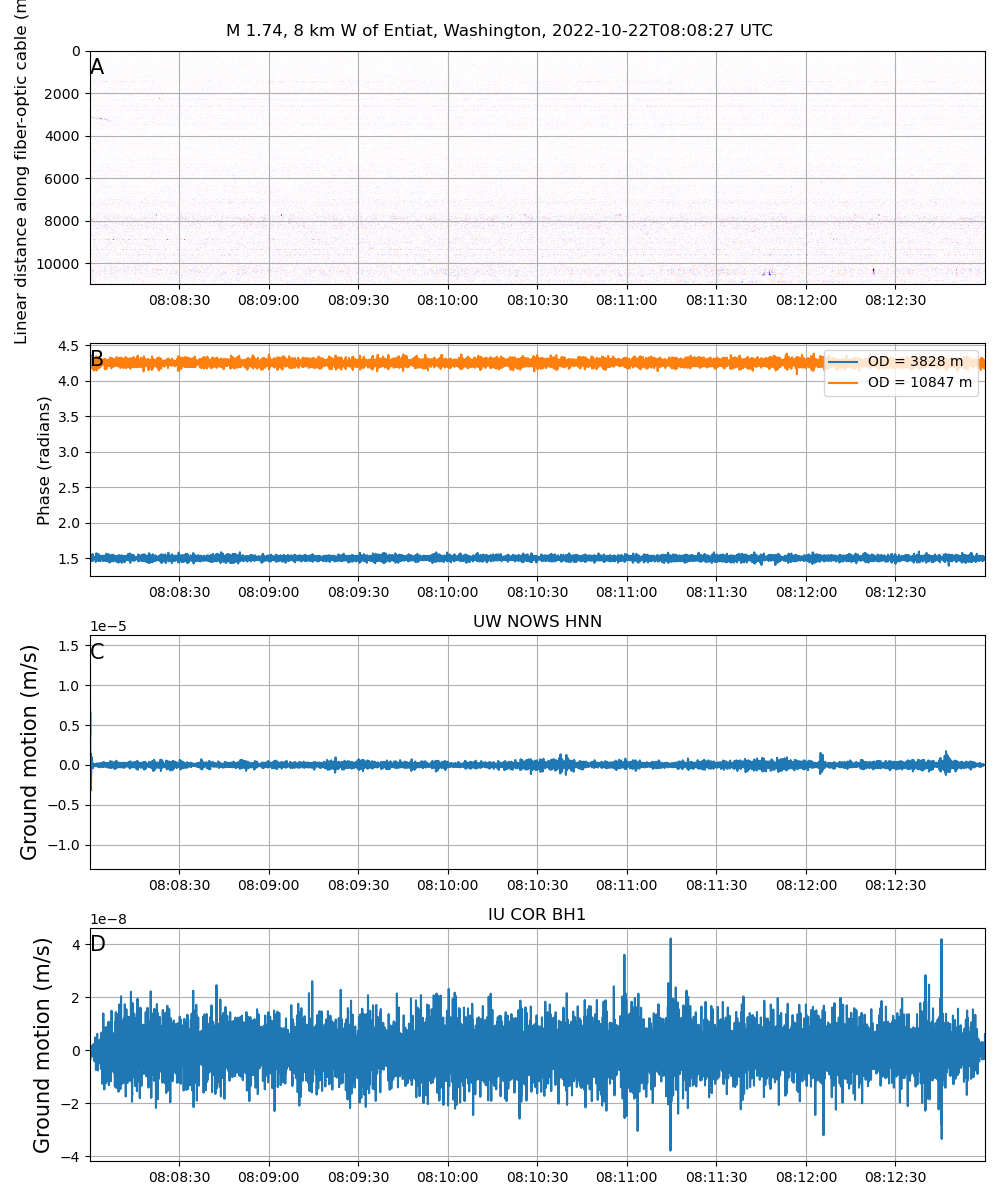 M 1.74, 8 km W of Entiat, Washington, 2022-10-22T08:08:27 UTC
Linear distance along fiber-optic cable (m
A
0
2000
4000
6000
8000
10000
08:08:30 08:09:00 08:09:30 08:10:00 08:10:30 08:11:00 08:11:30 08:12:00 08:12:30
Phase (radians)
B
4.5
4.0
3.5
3.0
2.5
2.0
1.5
OD = 3828 m
OD = 10847 m
08:08:30 08:09:00 08:09:30 08:10:00 08:10:30 08:11:00 08:11:30 08:12:00 08:12:30
UW NOWS HNN
1e−5
Ground motion (m/s)
C
1.5
1.0
0.5
0.0
−0.5
−1.0
08:08:30 08:09:00 08:09:30 08:10:00 08:10:30 08:11:00 08:11:30 08:12:00 08:12:30
IU COR BH1
1e−8
Ground motion (m/s)
D
4
2
0
−2
−4
08:08:30 08:09:00 08:09:30 08:10:00 08:10:30 08:11:00 08:11:30 08:12:00 08:12:30